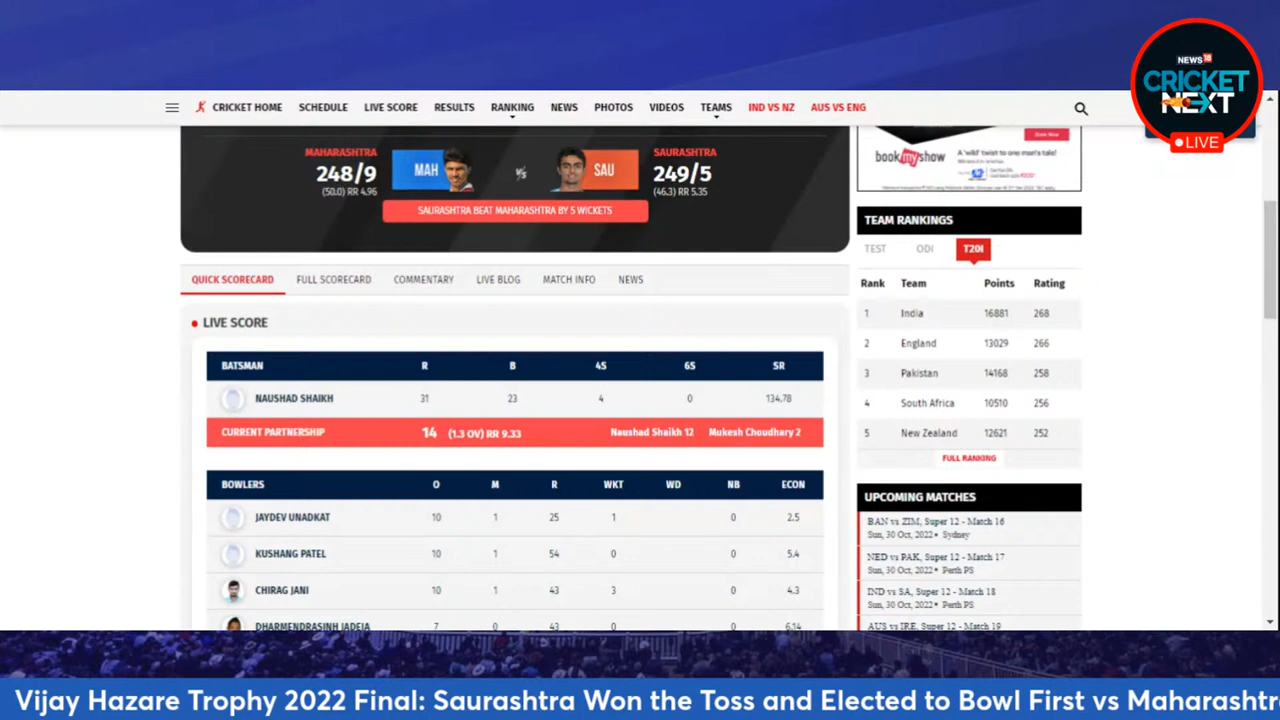 NEWS18
CRICKET
NEXT
LIVE
CRICKET HOME SCHEDULE LIVE SCORE RESULTS RANKING NEWS PHOTOS VIDEOS TEAMS IND VS NZ AUS VS ENG
MAHARASHTRA
248/9
(50.0) RR 4.96
MAH
VS
SAU
SAURASHTRA
249/5
(46.3) RR 5.35
SAURASHTRA BEAT MAHARASHTRA BY 5 WICKETS
Book Now
bookmyshow
A 'wild' twist to one man's tale!
QUICK SCORECARD FULL SCORECARD COMMENTARY LIVE BLOG MATCH INFO NEWS
LIVE SCORE
BATSMAN R B 4S 6S SR
NAUSHAD SHAIKH 31 23 4 0 134.78
CURRENT PARTNERSHIP 14 (1.3 OV) RR 9.33 Naushad Shaikh 12 Mukesh Choudhary 2
BOWLERS O M R WKT WD NB ECON
JAYDEV UNADKAT 10 1 25 1 0 2.5
KUSHANG PATEL 10 1 54 0 0 5.4
CHIRAG JANI 10 1 43 3 0 4.3
DHARMENDRASINH JADEJA 7 0 43 0 0 6.14
TEAM RANKINGS
TEST ODI T20I
Rank Team Points Rating
1 India 16881 268
2 England 13029 266
3 Pakistan 14168 258
4 South Africa 10510 256
5 New Zealand 12621 252
FULL RANKING
UPCOMING MATCHES
BAN vs ZIM, Super 12 - Match 16
Sun, 30 Oct, 2022• Sydney
NED vs PAK, Super 12 - Match 17
Sun, 30 Oct, 2022• Perth PS
IND vs SA, Super 12 - Match 18
Sun, 30 Oct, 2022• Perth PS
AUS vs IRE, Super 12 - Match 19
Vijay Hazare Trophy 2022 Final: Saurashtra Won the Toss and Elected to Bowl First vs Maharashtr